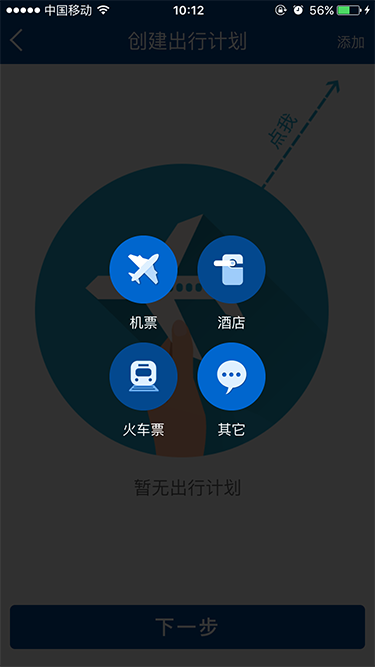 中国移动 10:12 56%
创建出行计划 添加
点我
机票 酒店
火车票 其它
暂无出行计划
下一步